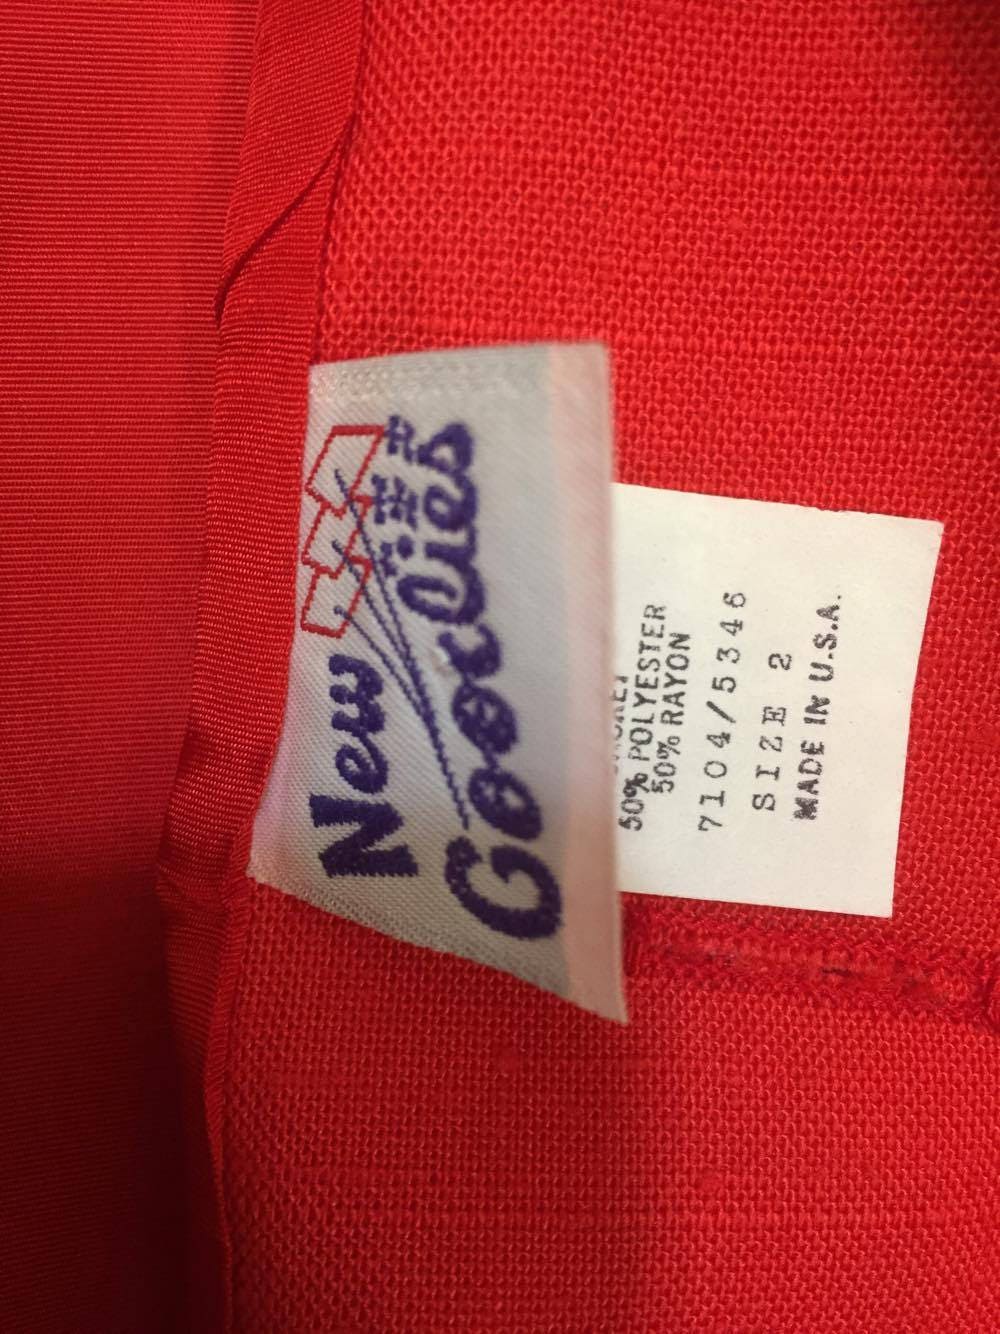 New
Goodies
50% POLYESTER
50% RAYON
7104/5346
SIZE 2
MADE IN U.S.A.